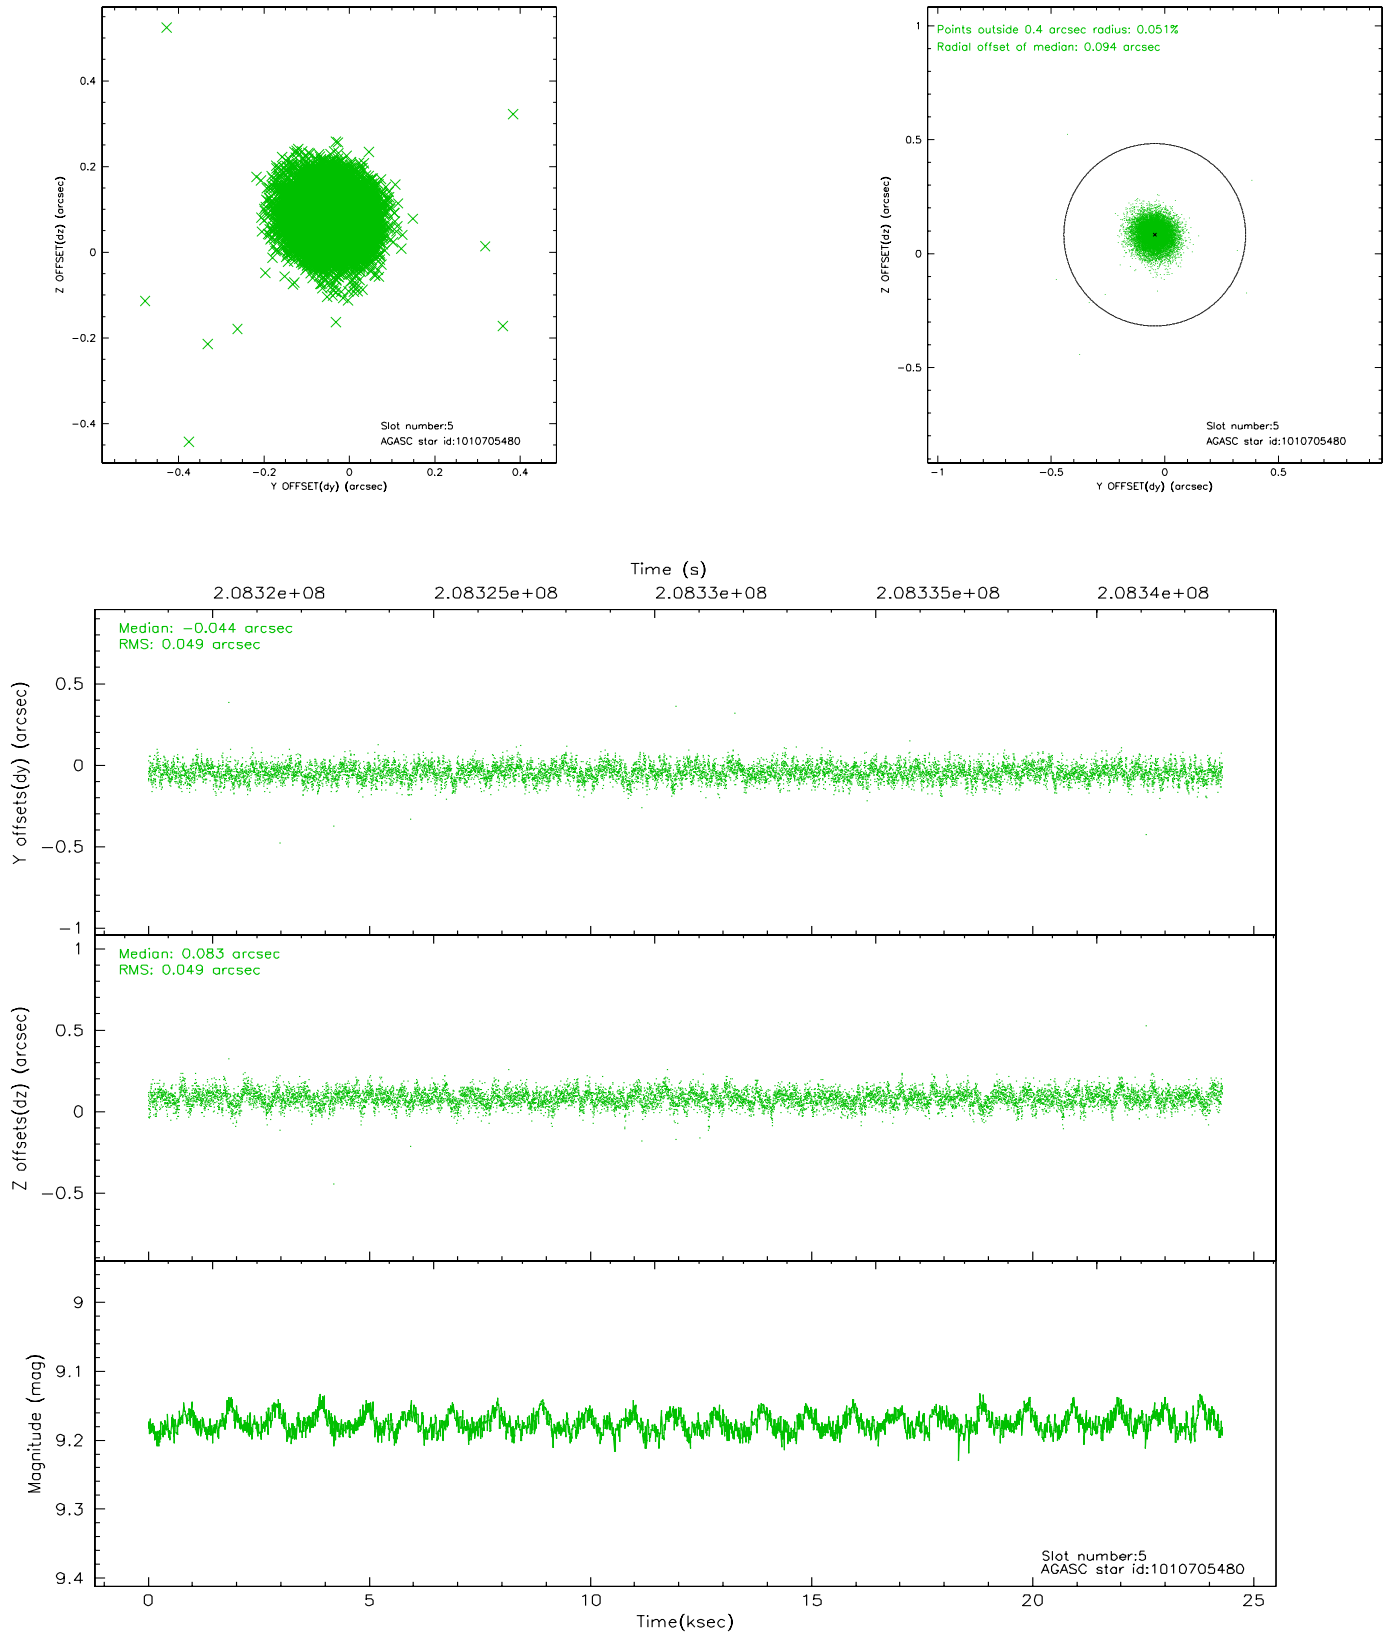 0.4
0.2
0
−0.2
−0.4
Z OFFSET(dz) (arcsec)
−0.4
−0.2
0
0.2
0.4
Y OFFSET(dy) (arcsec)
Slot number:5
AGASC star id:1010705480
Points outside 0.4 arcsec radius: 0.051%
Radial offset of median: 0.094 arcsec
1
0.5
0
−0.5
Z OFFSET(dz) (arcsec)
−1
−0.5
0
0.5
Y OFFSET(dy) (arcsec)
Slot number:5
AGASC star id:1010705480
Time (s)
2.0832e+08
2.08325e+08
2.0833e+08
2.08335e+08
2.0834e+08
Median: −0.044 arcsec
RMS: 0.049 arcsec
0.5
0
−0.5
−1
Y offsets(dy) (arcsec)
Median: 0.083 arcsec
RMS: 0.049 arcsec
1
0.5
0
−0.5
Z offsets(dz) (arcsec)
9
9.1
9.2
9.3
9.4
Magnitude (mag)
Slot number:5
AGASC star id:1010705480
0
5
10
15
20
25
Time(ksec)